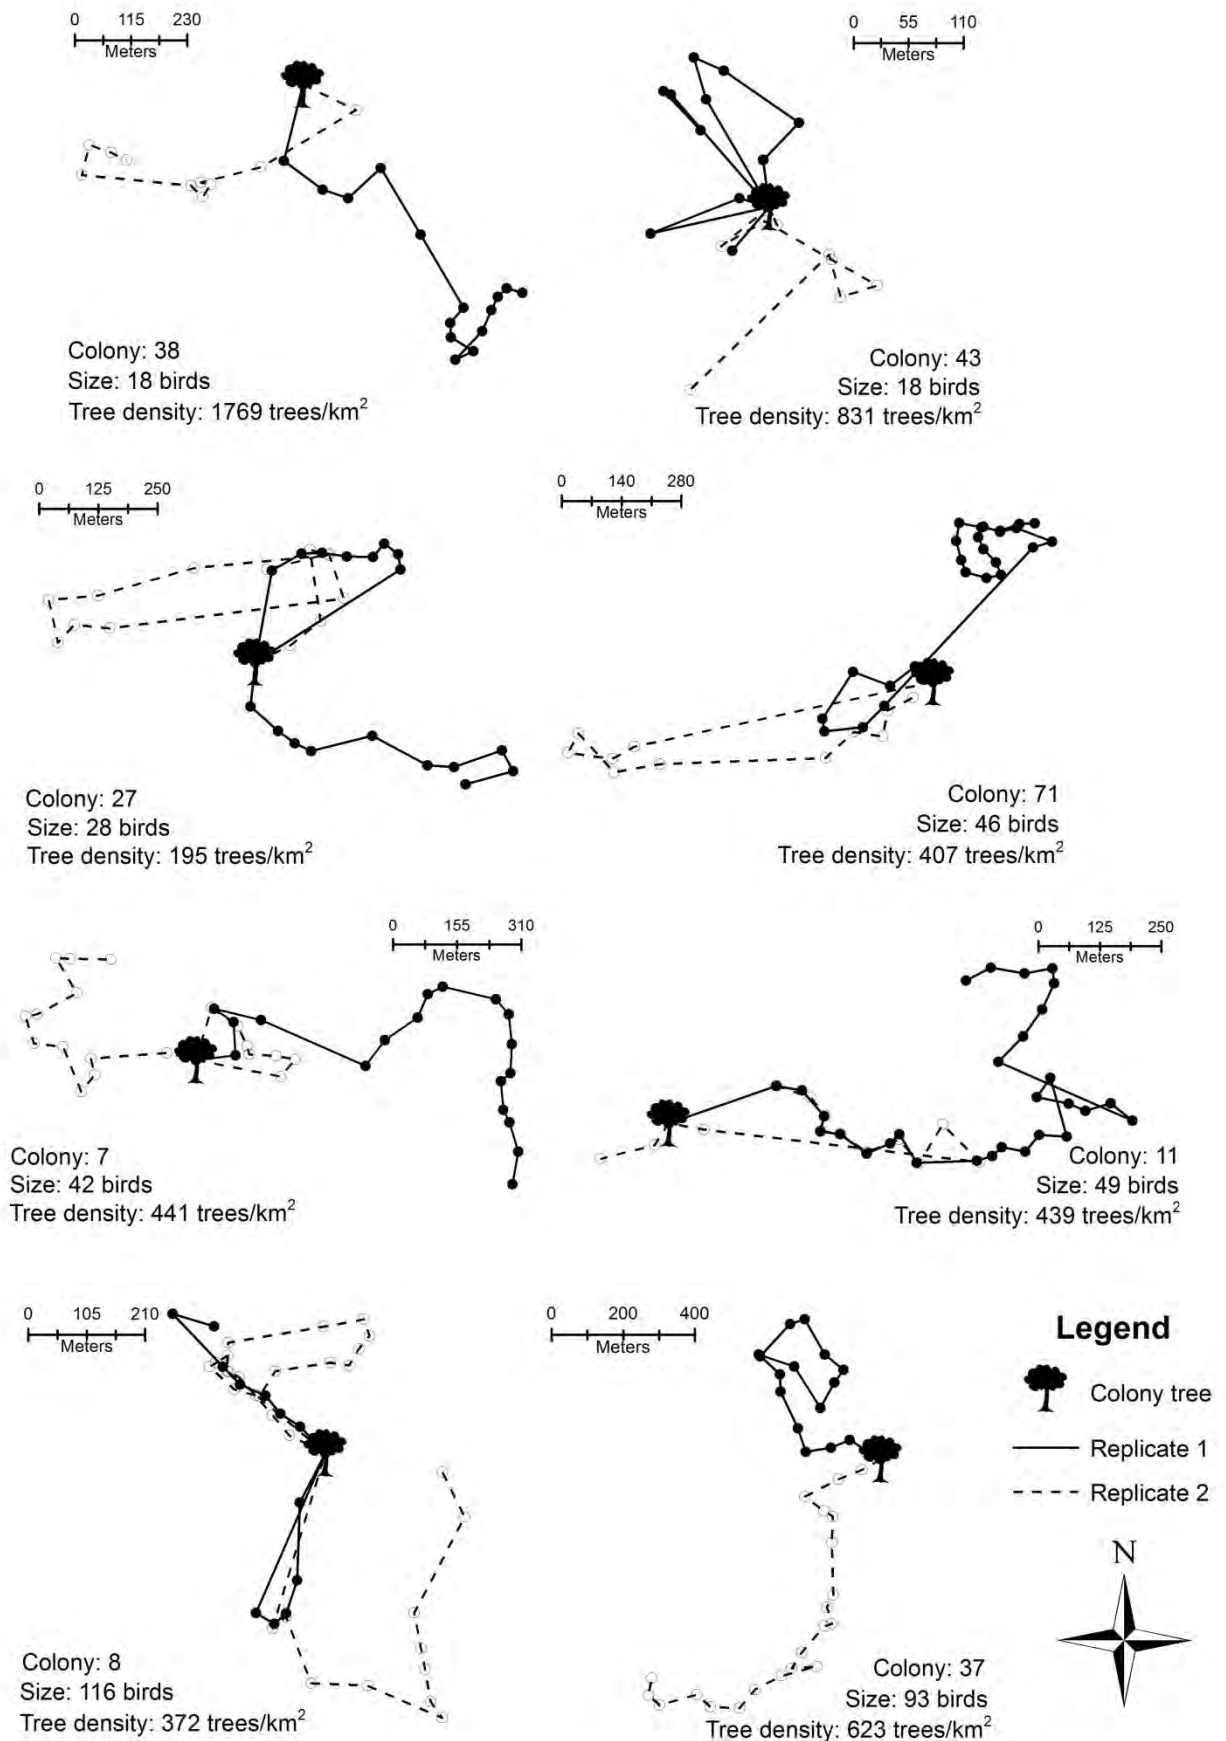 0 115 230
Meters
Colony: 38
Size: 18 birds
Tree density: 1769 trees/km²
0 55 110
Meters
Colony: 43
Size: 18 birds
Tree density: 831 trees/km²
0 125 250
Meters
Colony: 27
Size: 28 birds
Tree density: 195 trees/km²
0 140 280
Meters
Colony: 71
Size: 46 birds
Tree density: 407 trees/km²
0 155 310
Meters
Colony: 7
Size: 42 birds
Tree density: 441 trees/km²
0 125 250
Meters
Colony: 11
Size: 49 birds
Tree density: 439 trees/km²
0 105 210
Meters
Colony: 8
Size: 116 birds
Tree density: 372 trees/km²
0 200 400
Meters
Colony: 37
Size: 93 birds
Tree density: 623 trees/km²
Legend
Colony tree
Replicate 1
Replicate 2
N